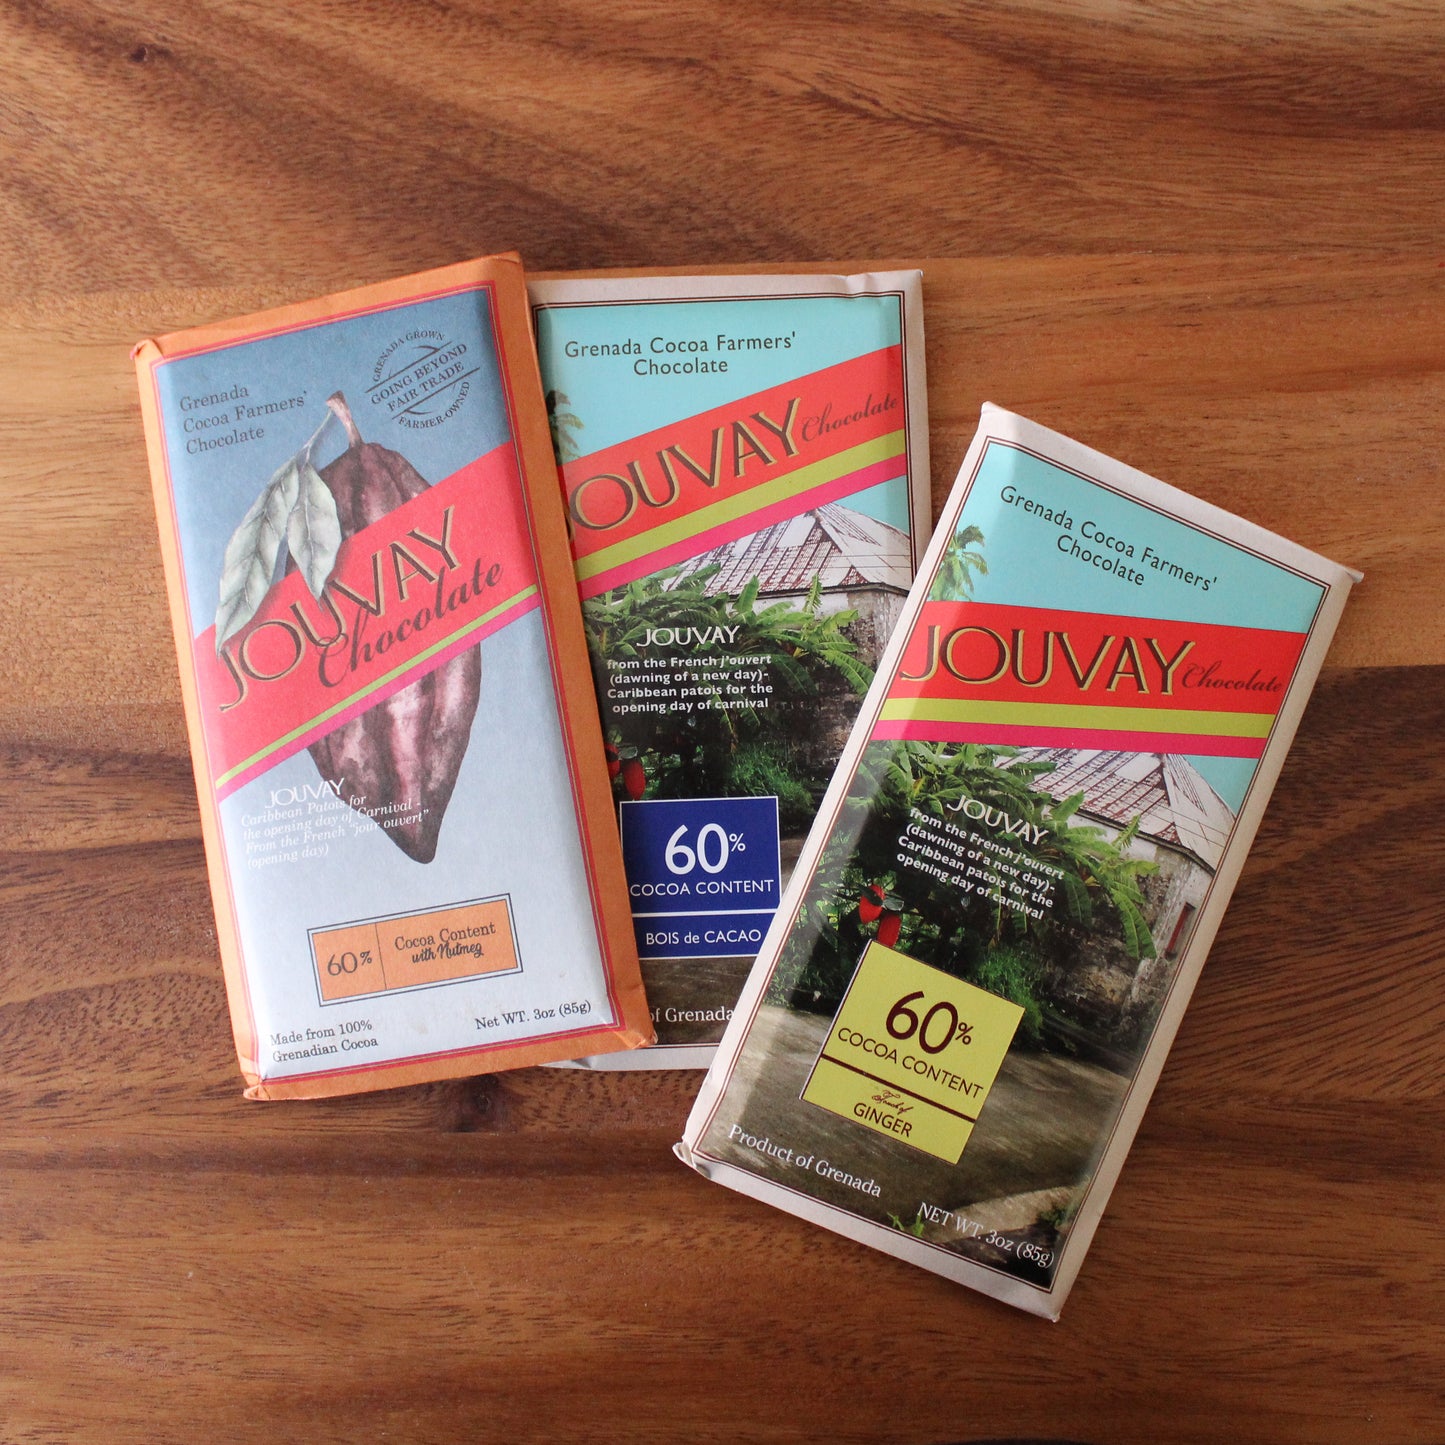 Grenada
Cocoa Farmers'
Chocolate
GRENADA GROWN
GOING BEYOND
FAIR TRADE
FARMER-OWNED
JOUVAY
Chocolate
JOUVAY
Caribbean Patois for
the opening day of Carnival -
From the French "jour ouvert"
(opening day)
60%
Cocoa Content
with Nutmeg
Made from 100%
Grenadian Cocoa
Net WT. 3oz (85g)
Grenada Cocoa Farmers'
Chocolate
JOUVAY Chocolate
JOUVAY
from the French j'ouvert
(dawning of a new day)-
Caribbean patois for the
opening day of carnival
60%
COCOA CONTENT
BOIS de CACAO
of Grenada
Grenada Cocoa Farmers'
Chocolate
JOUVAY Chocolate
JOUVAY
from the French j'ouvert
(dawning of a new day)-
Caribbean patois for the
opening day of carnival
60%
COCOA CONTENT
Touch of
GINGER
Product of Grenada
NET WT. 3oz (85g)